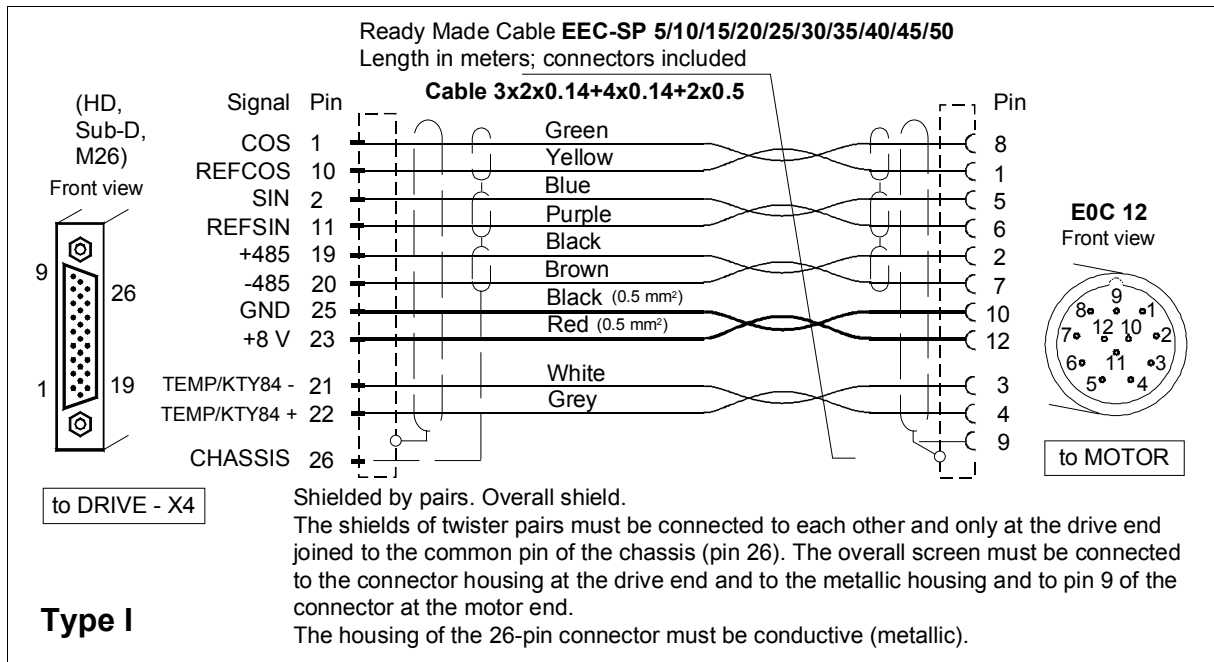 Ready Made Cable EEC-SP 5/10/15/20/25/30/35/40/45/50
Length in meters; connectors included
Cable 3x2x0.14+4x0.14+2x0.5
(HD,
Sub-D,
M26)
Front view
9
26
1
19
to DRIVE - X4
Signal Pin
COS 1
REFCOS 10
SIN 2
REFSIN 11
+485 19
-485 20
GND 25
+8 V 23
TEMP/KTY84 - 21
TEMP/KTY84 + 22
CHASSIS 26
Green
Yellow
Blue
Purple
Black
Brown
Black (0.5 mm²)
Red (0.5 mm²)
White
Grey
Pin
8
1
5
6
2
7
10
12
3
4
9
E0C 12
Front view
9
8 1
12 10
7 2
11
6 3
5 4
to MOTOR
Shielded by pairs. Overall shield.
The shields of twister pairs must be connected to each other and only at the drive end
joined to the common pin of the chassis (pin 26). The overall screen must be connected
to the connector housing at the drive end and to the metallic housing and to pin 9 of the
connector at the motor end.
The housing of the 26-pin connector must be conductive (metallic).
Type I